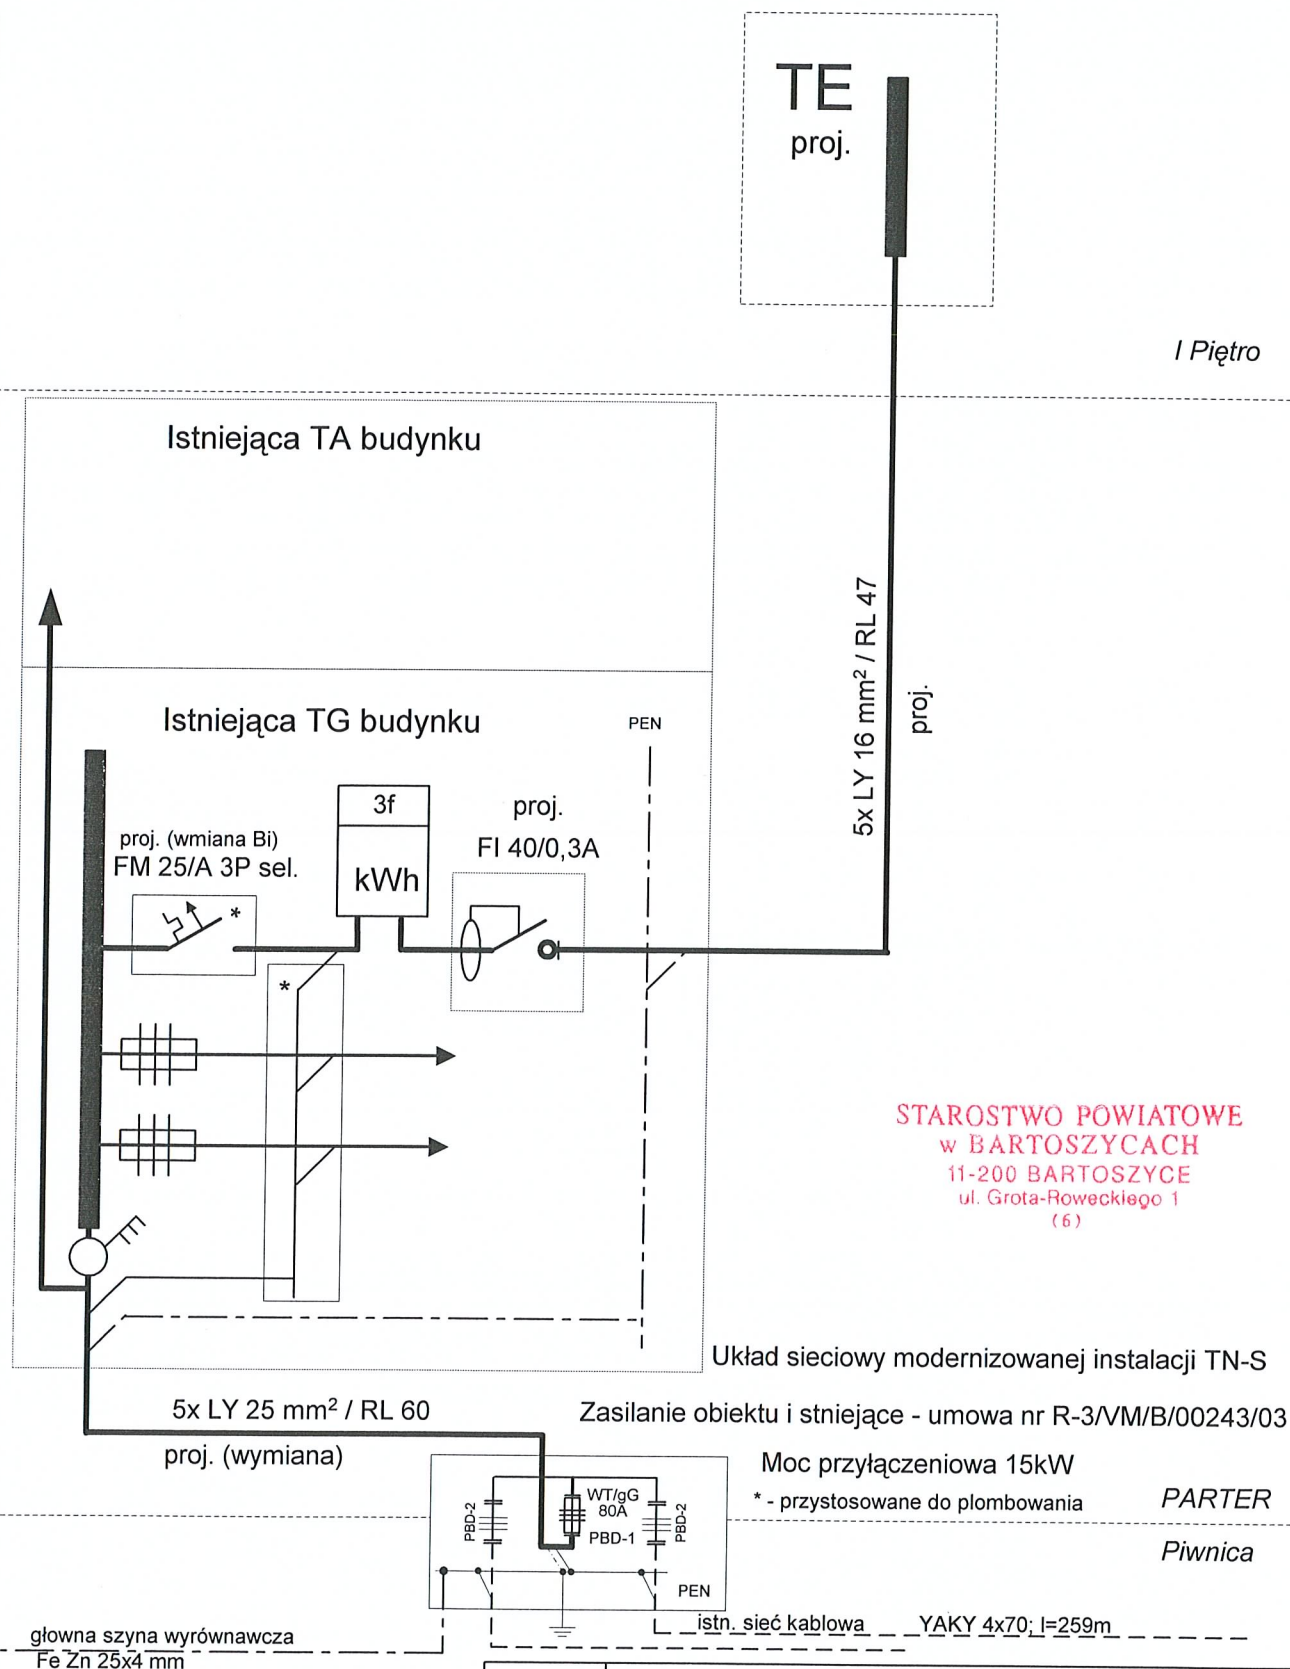 TE
proj.
I Piętro
Istniejąca TA budynku
5x LY 16 mm² / RL 47
proj.
Istniejąca TG budynku
PEN
3f
kWh
proj.
FI 40/0,3A
proj. (wmiana Bi)
FM 25/A 3P sel.
*
*
STAROSTWO POWIATOWE
w BARTOSZYCACH
11-200 BARTOSZYCE
ul. Grota-Roweckiego 1
(6)
Układ sieciowy modernizowanej instalacji TN-S
5x LY 25 mm² / RL 60
proj. (wymiana)
Zasilanie obiektu i stniejące - umowa nr R-3/VM/B/00243/03
Moc przyłączeniowa 15kW
* - przystosowane do plombowania
PARTER
Piwnica
PBD-2
WT/gG
80A
PBD-1
PBD-2
PEN
istn. sieć kablowa YAKY 4x70; l=259m
głowna szyna wyrównawcza
Fe Zn 25x4 mm